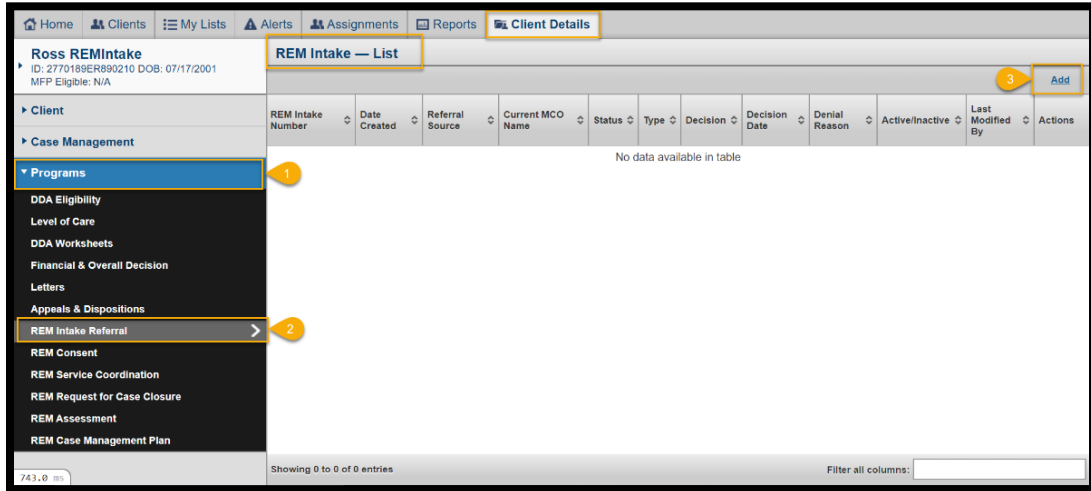 Home Clients My Lists Alerts Assignments Reports Client Details
Ross REMIntake
ID: 2770189ER890210 DOB: 07/17/2001
MFP Eligible: N/A
REM Intake — List
3 Add
Client
Case Management
Programs
1
DDA Eligibility
Level of Care
DDA Worksheets
Financial & Overall Decision
Letters
Appeals & Dispositions
REM Intake Referral
2
REM Consent
REM Service Coordination
REM Request for Case Closure
REM Assessment
REM Case Management Plan
743.0 ms
REM Intake Number Date Created Referral Source Current MCO Name Status Type Decision Decision Date Denial Reason Active/Inactive Last Modified By Actions
No data available in table
Showing 0 to 0 of 0 entries
Filter all columns: